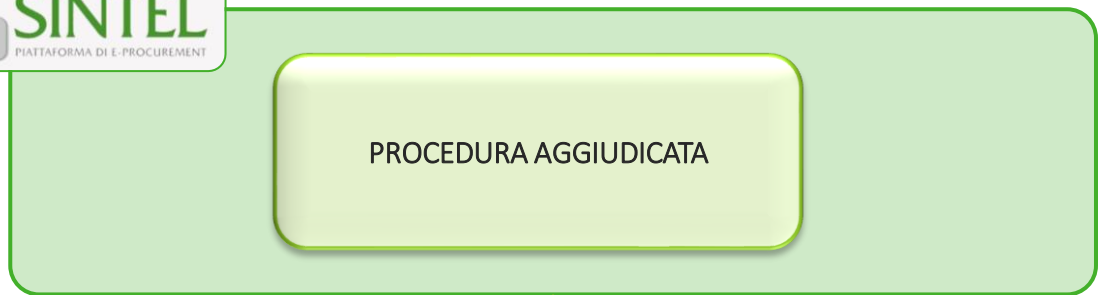 SINTEL
PIATTAFORMA DI E-PROCUREMENT
PROCEDURA AGGIUDICATA